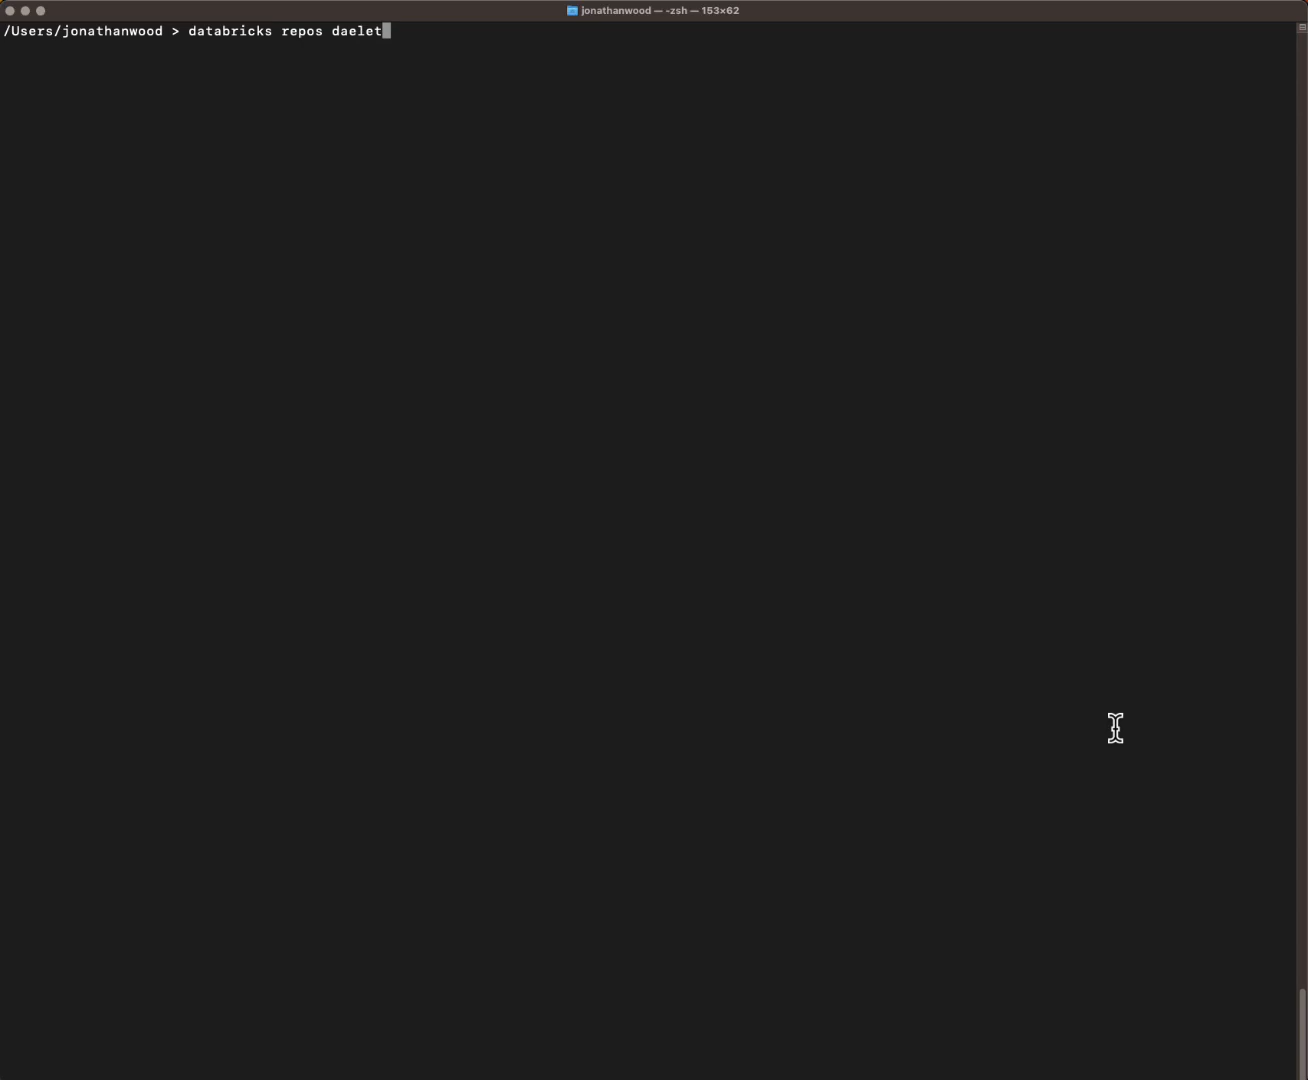 jonathanwood — -zsh — 153×62
/Users/jonathanwood > databricks repos daelet